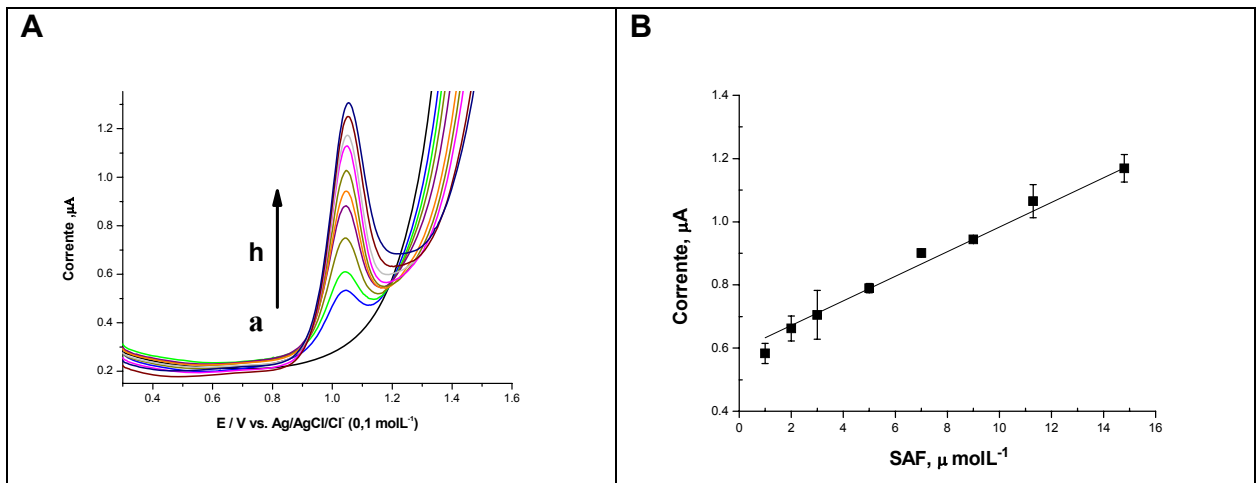 A
Corrente ,µA
1.2
1.0
0.8
0.6
0.4
0.2
h
a
0.4 0.6 0.8 1.0 1.2 1.4 1.6
E / V vs. Ag/AgCl/Cl⁻ (0,1 molL⁻¹)
B
Corrente, µA
1.4
1.2
1.0
0.8
0.6
0.4
0 2 4 6 8 10 12 14 16
SAF, µ molL⁻¹